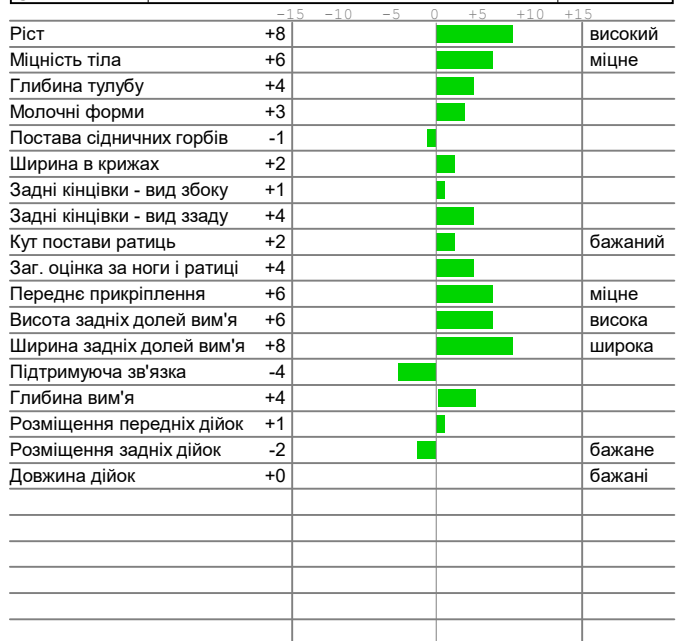 -15 -10 -5 0 +5 +10 +15
Ріст +8 високий
Міцність тіла +6 міцне
Глибина тулубу +4
Молочні форми +3
Постава сідничних горбів -1
Ширина в крижах +2
Задні кінцівки - вид збоку +1
Задні кінцівки - вид ззаду +4
Кут постави ратиць +2 бажаний
Заг. оцінка за ноги і ратиці +4
Переднє прикріплення +6 міцне
Висота задніх долей вим'я +6 висока
Ширина задніх долей вим'я +8 широка
Підтримуюча зв'язка -4
Глибина вим'я +4
Розміщення передніх дійок +1
Розміщення задніх дійок -2 бажане
Довжина дійок +0 бажані